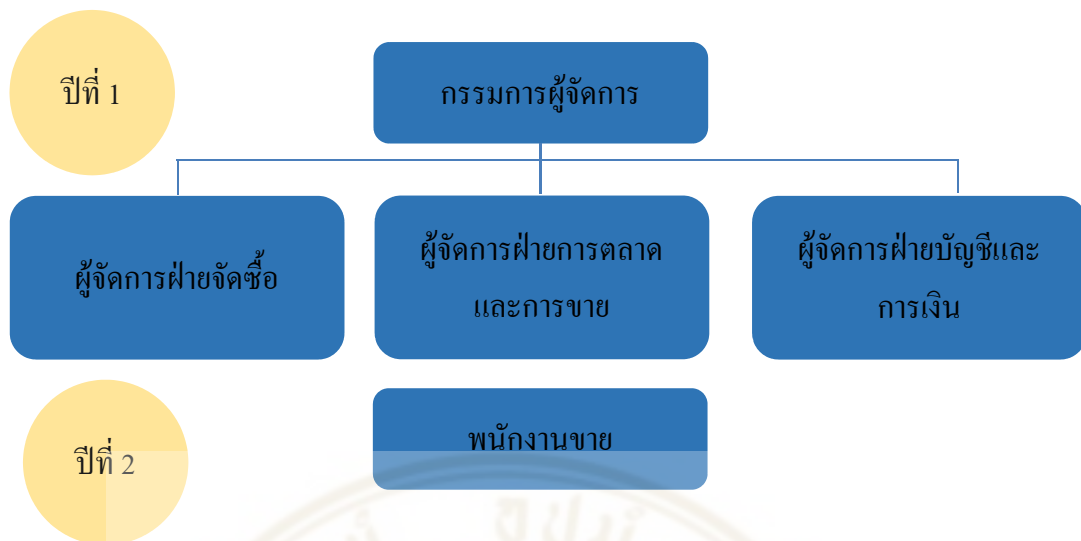 ปีที่ 1
กรรมการผู้จัดการ
ผู้จัดการฝ่ายจัดซื้อ
ผู้จัดการฝ่ายการตลาด
และการขาย
ผู้จัดการฝ่ายบัญชีและ
การเงิน
ปีที่ 2
พนักงานขาย